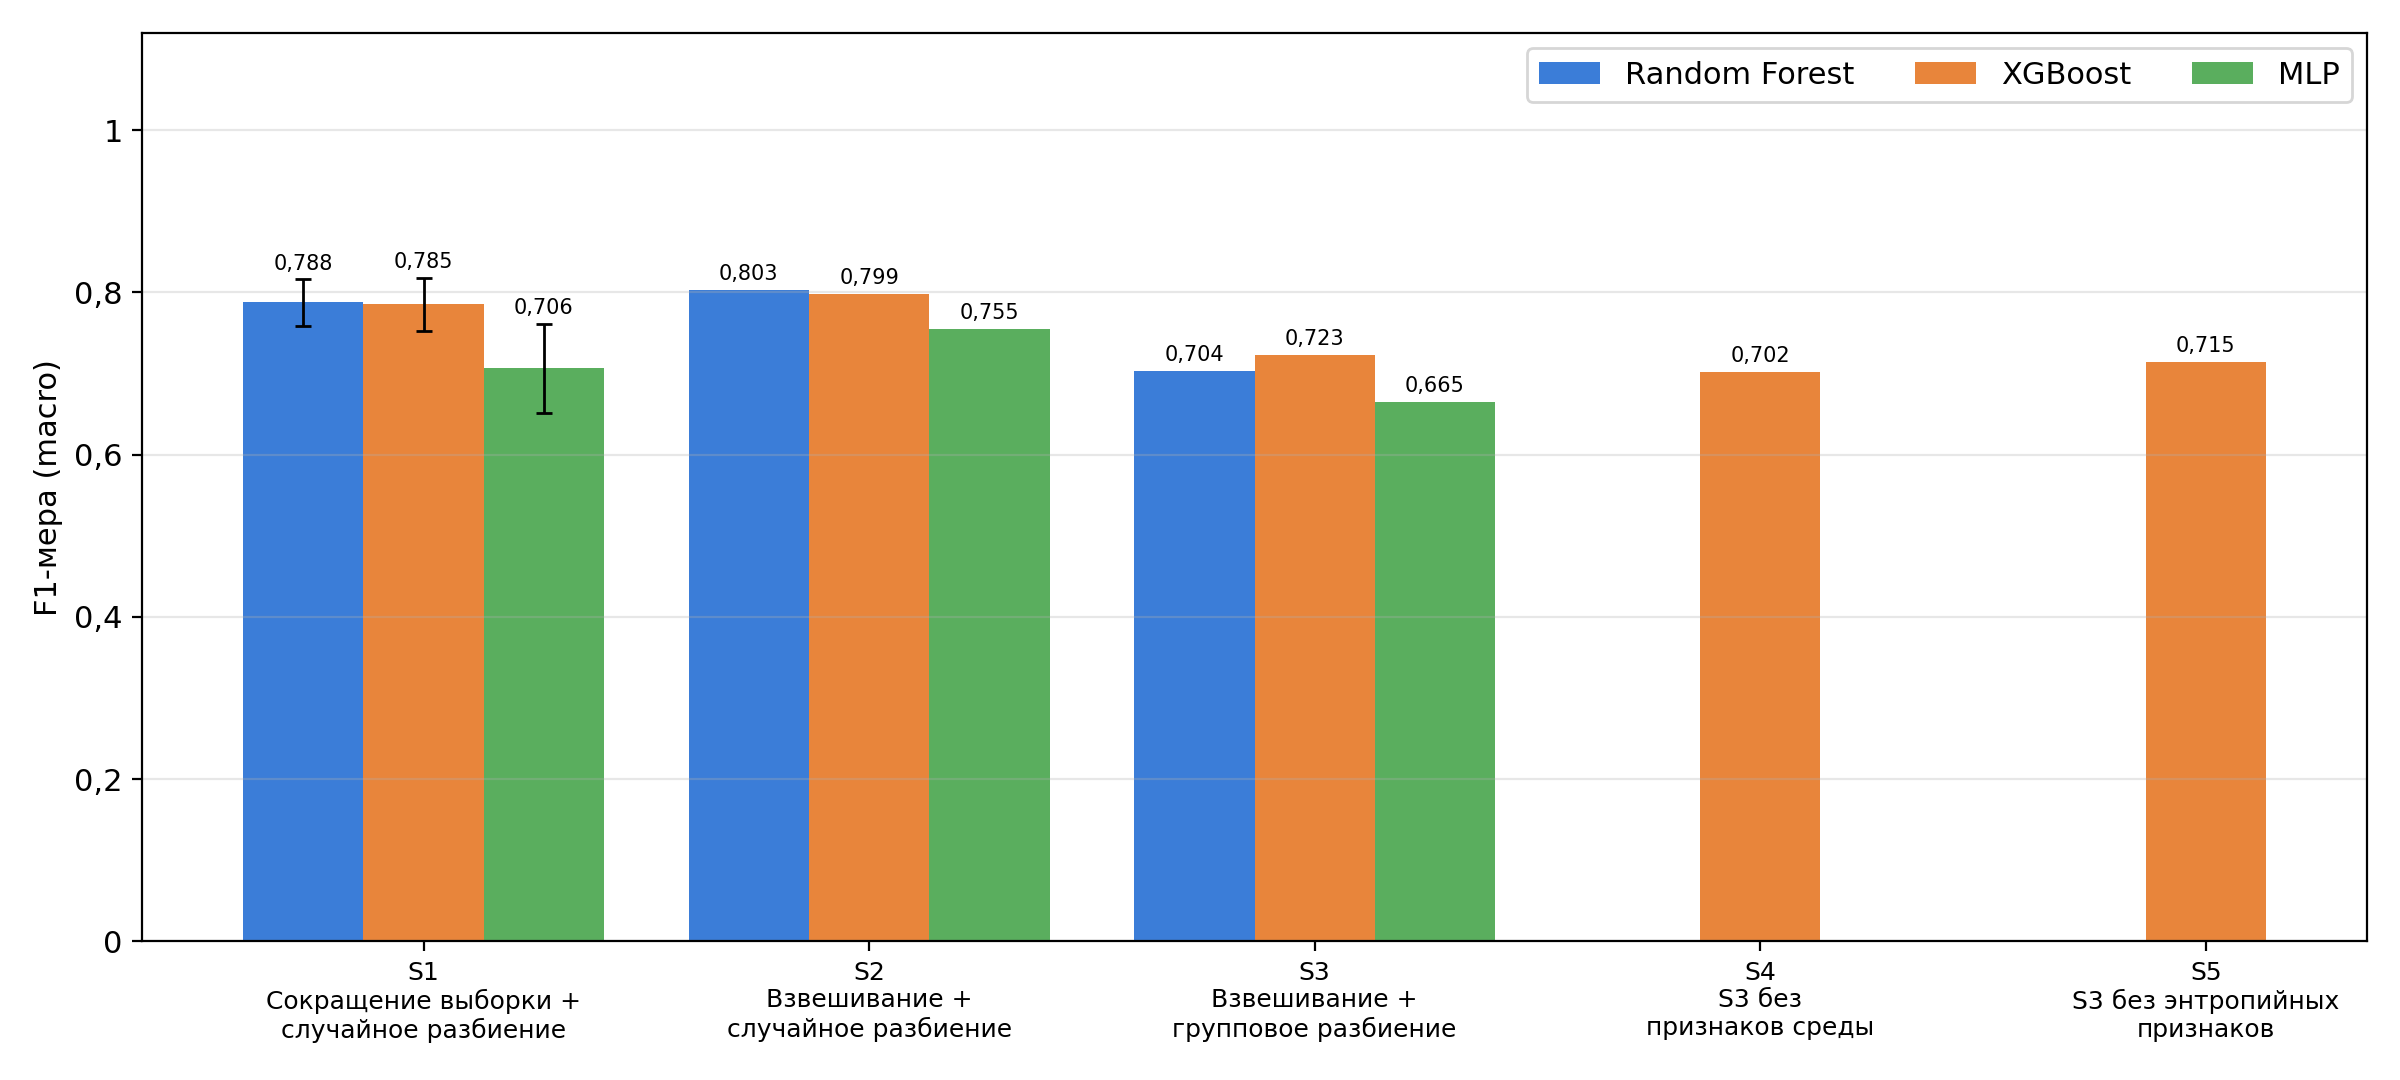 Random Forest XGBoost MLP
F1-мера (macro)
1
0,8
0,6
0,4
0,2
0
0,788
0,785
0,706
0,803
0,799
0,755
0,704
0,723
0,665
0,702
0,715
S1
Сокращение выборки +
случайное разбиение
S2
Взвешивание +
случайное разбиение
S3
Взвешивание +
групповое разбиение
S4
S3 без
признаков среды
S5
S3 без энтропийных
признаков